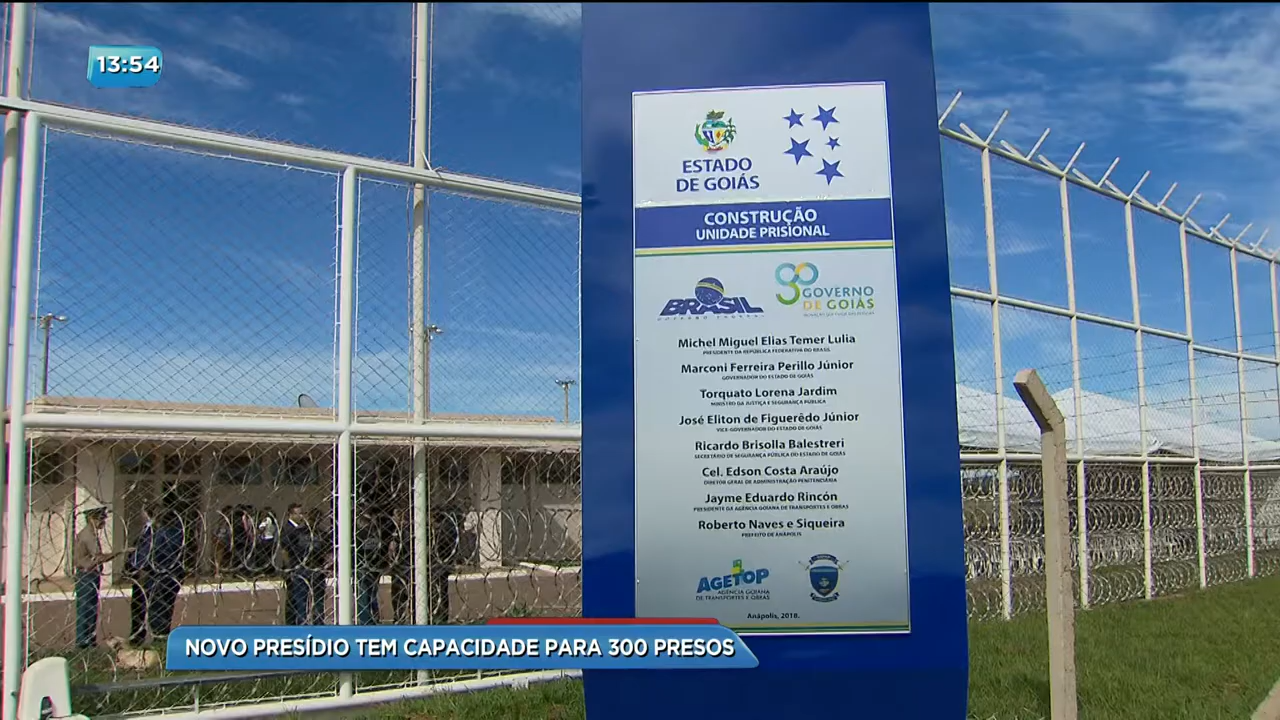 13:54
ESTADO
DE GOIÁS
CONSTRUÇÃO
UNIDADE PRISIONAL
BRASIL
GOVERNO FEDERAL
GOVERNO
DE GOIÁS
Michel Miguel Elias Temer Lulia
PRESIDENTE DA REPÚBLICA FEDERATIVA DO BRASIL
Marconi Ferreira Perillo Júnior
GOVERNADOR DO ESTADO DE GOIÁS
Torquato Lorena Jardim
MINISTRO DA JUSTIÇA E SEGURANÇA PÚBLICA
José Eliton de Figuerêdo Júnior
VICE-GOVERNADOR DO ESTADO DE GOIÁS
Ricardo Brisolla Balestreri
SECRETÁRIO DE SEGURANÇA PÚBLICA DO ESTADO DE GOIÁS
Cel. Edson Costa Araújo
DIRETOR GERAL DE ADMINISTRAÇÃO PENITENCIÁRIA
Jayme Eduardo Rincón
PRESIDENTE DA AGÊNCIA GOIANA DE TRANSPORTES E OBRAS
Roberto Naves e Siqueira
PREFEITO DE ANÁPOLIS
AGETOP
AGÊNCIA GOIANA
DE TRANSPORTES E OBRAS
Anápolis, 2018.
NOVO PRESÍDIO TEM CAPACIDADE PARA 300 PRESOS